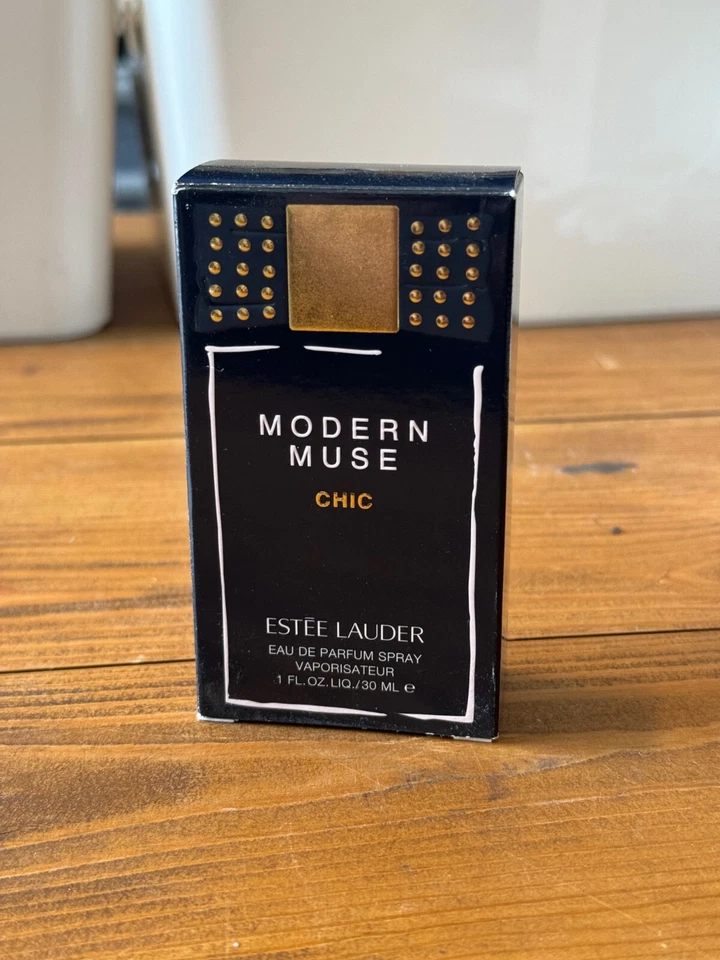 MODERN
MUSE
CHIC
ESTĒE LAUDER
EAU DE PARFUM SPRAY
VAPORISATEUR
1 FL.OZ.LIQ./30 ML ℮